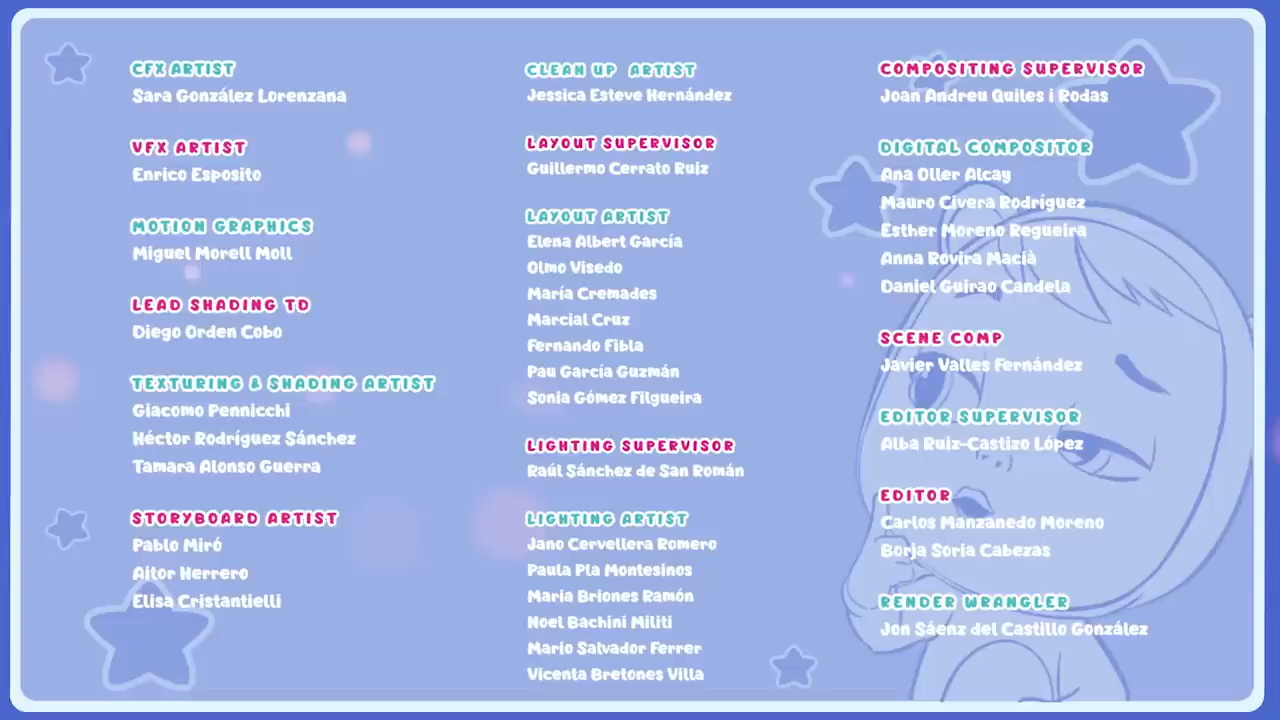 CFX ARTIST
Sara González Lorenzana
VFX ARTIST
Enrico Esposito
MOTION GRAPHICS
Miguel Morell Moll
LEAD SHADING TD
Diego Orden Cobo
TEXTURING & SHADING ARTIST
Giacomo Pennicchi
Héctor Rodríguez Sánchez
Tamara Alonso Guerra
STORYBOARD ARTIST
Pablo Miró
Aitor Herrero
Elisa Cristantielli
CLEAN UP ARTIST
Jessica Esteve Hernández
LAYOUT SUPERVISOR
Guillermo Cerrato Ruiz
LAYOUT ARTIST
Elena Albert García
Olmo Visedo
María Cremades
Marcial Cruz
Fernando Fibla
Pau García Guzmán
Sonia Gómez Filgueira
LIGHTING SUPERVISOR
Raúl Sánchez de San Román
LIGHTING ARTIST
Jano Cervellera Romero
Paula Pla Montesinos
Maria Briones Ramón
Noel Bachini Militi
Mario Salvador Ferrer
Vicenta Bretones Villa
COMPOSITING SUPERVISOR
Joan Andreu Quiles i Rodas
DIGITAL COMPOSITOR
Ana Oller Alcay
Mauro Civera Rodríguez
Esther Moreno Regueira
Anna Rovira Macià
Daniel Guirao Candela
SCENE COMP
Javier Valles Fernández
EDITOR SUPERVISOR
Alba Ruiz-Castizo López
EDITOR
Carlos Manzanedo Moreno
Borja Soria Cabezas
RENDER WRANGLER
Jon Sáenz del Castillo González